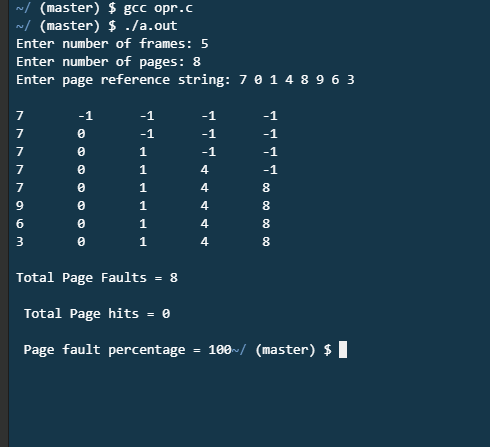 ~/ (master) $ gcc opr.c
~/ (master) $ ./a.out
Enter number of frames: 5
Enter number of pages: 8
Enter page reference string: 7 0 1 4 8 9 6 3
7 -1 -1 -1 -1
7 0 -1 -1 -1
7 0 1 -1 -1
7 0 1 4 -1
7 0 1 4 8
9 0 1 4 8
6 0 1 4 8
3 0 1 4 8
Total Page Faults = 8
Total Page hits = 0
Page fault percentage = 100~/ (master) $